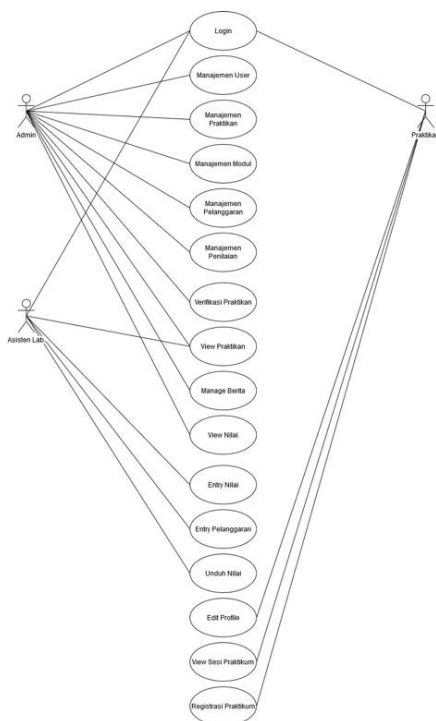 Login
Manajemen User
Manajemen
Praktikan
Admin
Praktika
Manajemen Modul
Manajemen
Pelanggaran
Manajemen
Penilaian
Verifikasi Praktikan
Asisten Lab
View Praktikan
Manage Berita
View Nilai
Entry Nilai
Entry Pelanggaran
Unduh Nilai
Edit Profile
View Sesi Praktikum
Registrasi Praktikum